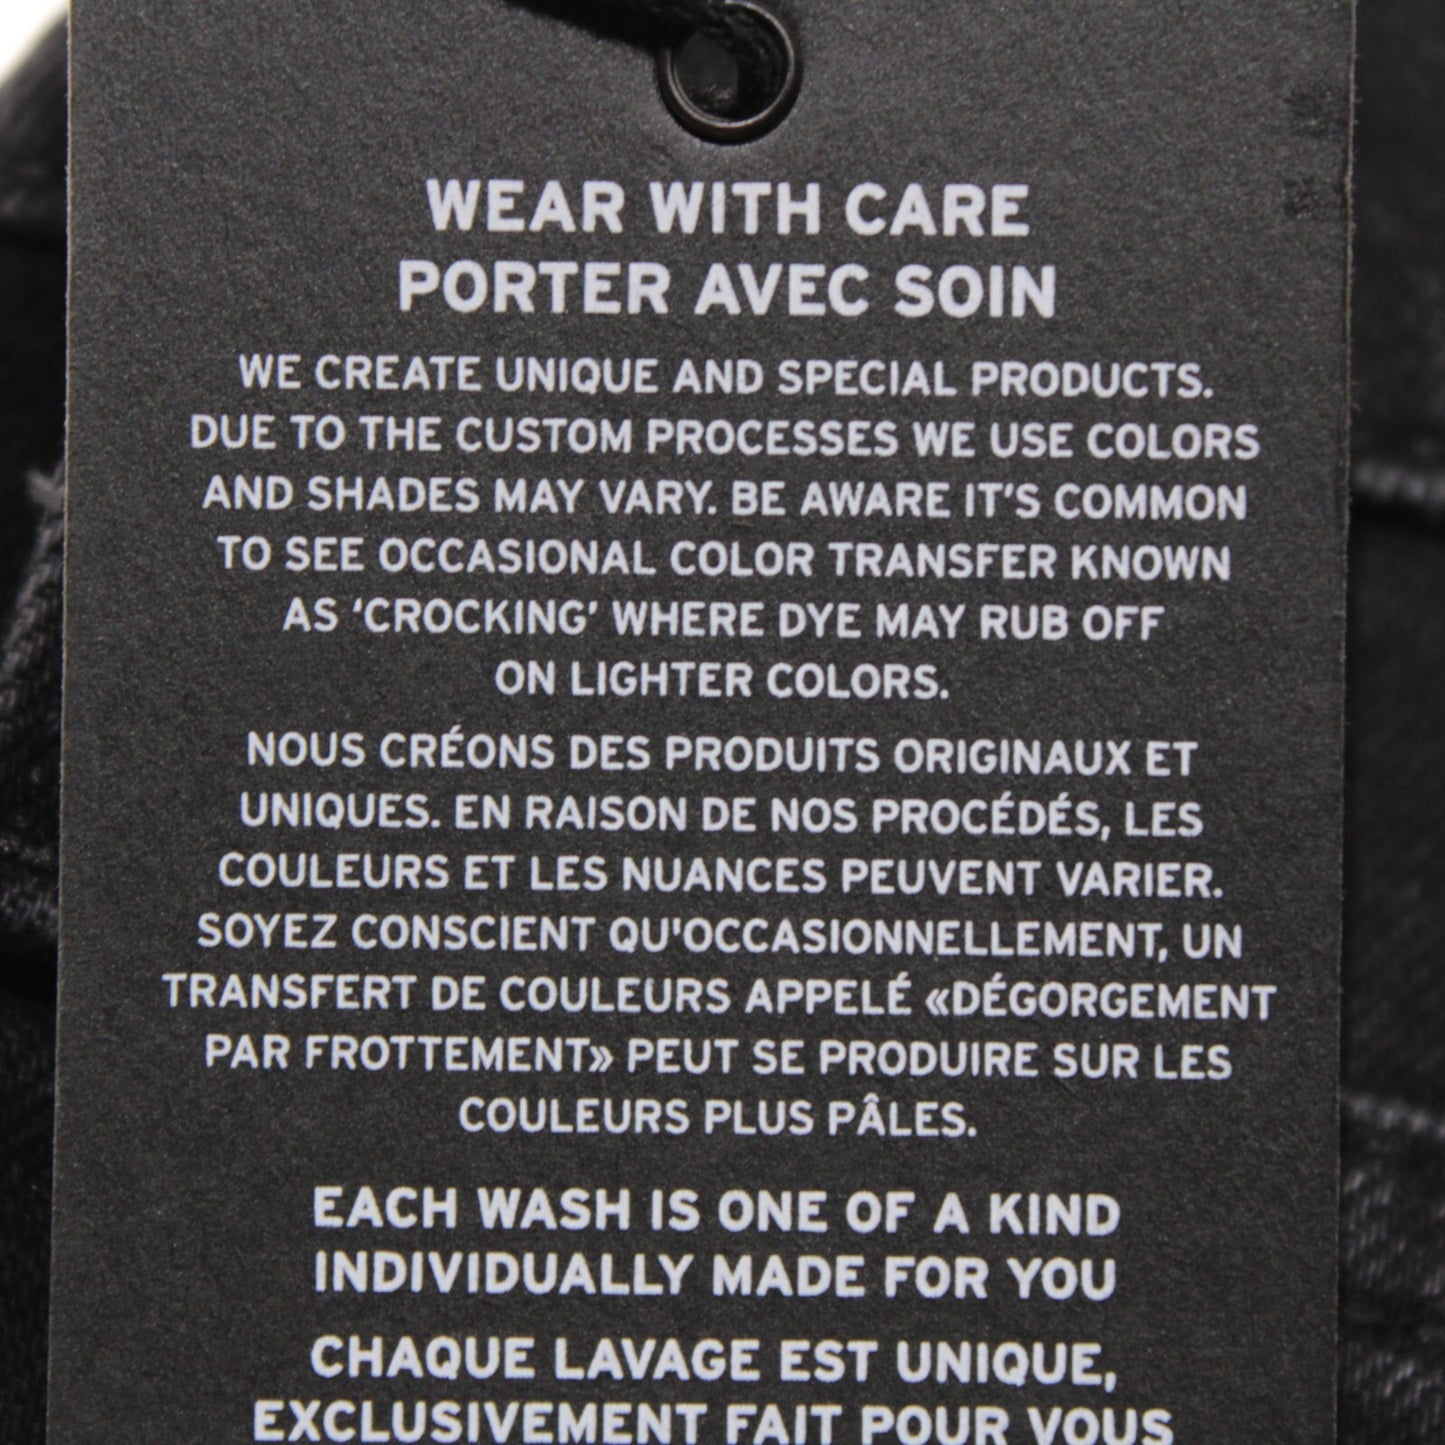 WEAR WITH CARE
PORTER AVEC SOIN
WE CREATE UNIQUE AND SPECIAL PRODUCTS.
DUE TO THE CUSTOM PROCESSES WE USE COLORS
AND SHADES MAY VARY. BE AWARE IT'S COMMON
TO SEE OCCASIONAL COLOR TRANSFER KNOWN
AS ‘CROCKING’ WHERE DYE MAY RUB OFF
ON LIGHTER COLORS.
NOUS CRÉONS DES PRODUITS ORIGINAUX ET
UNIQUES. EN RAISON DE NOS PROCÉDÉS, LES
COULEURS ET LES NUANCES PEUVENT VARIER.
SOYEZ CONSCIENT QU'OCCASIONNELLEMENT, UN
TRANSFERT DE COULEURS APPELÉ «DÉGORGEMENT
PAR FROTTEMENT» PEUT SE PRODUIRE SUR LES
COULEURS PLUS PÂLES.
EACH WASH IS ONE OF A KIND
INDIVIDUALLY MADE FOR YOU
CHAQUE LAVAGE EST UNIQUE,
EXCLUSIVEMENT FAIT POUR VOUS